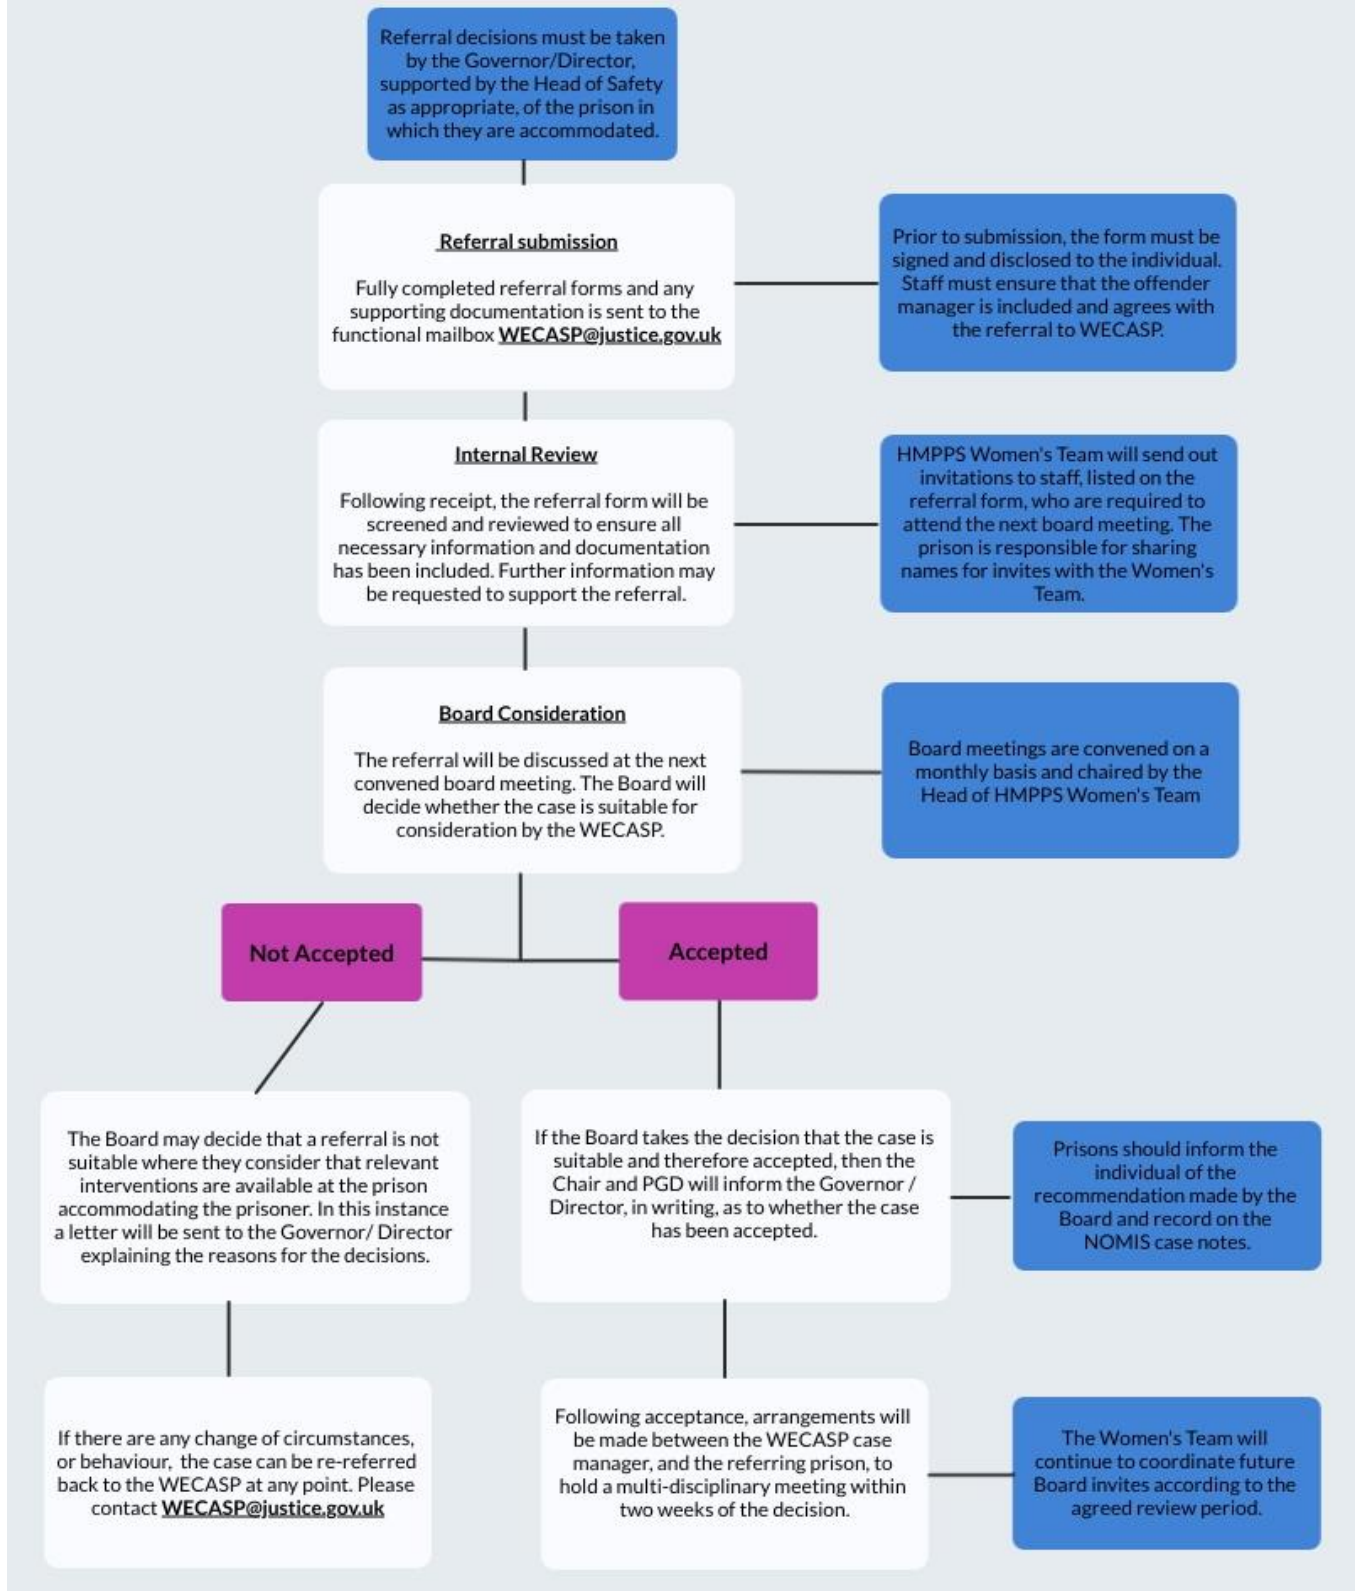 Referral decisions must be taken
by the Governor/Director,
supported by the Head of Safety
as appropriate, of the prison in
which they are accommodated.
Referral submission
Fully completed referral forms and any
supporting documentation is sent to the
functional mailbox WECASP@justice.gov.uk
Prior to submission, the form must be
signed and disclosed to the individual.
Staff must ensure that the offender
manager is included and agrees with
the referral to WECASP.
Internal Review
Following receipt, the referral form will be
screened and reviewed to ensure all
necessary information and documentation
has been included. Further information may
be requested to support the referral.
HMPPS Women's Team will send out
invitations to staff, listed on the
referral form, who are required to
attend the next board meeting. The
prison is responsible for sharing
names for invites with the Women's
Team.
Board Consideration
The referral will be discussed at the next
convened board meeting. The Board will
decide whether the case is suitable for
consideration by the WECASP.
Board meetings are convened on a
monthly basis and chaired by the
Head of HMPPS Women's Team
Not Accepted
Accepted
The Board may decide that a referral is not
suitable where they consider that relevant
interventions are available at the prison
accommodating the prisoner. In this instance
a letter will be sent to the Governor/ Director
explaining the reasons for the decisions.
If the Board takes the decision that the case is
suitable and therefore accepted, then the
Chair and PGD will inform the Governor /
Director, in writing, as to whether the case
has been accepted.
Prisons should inform the
individual of the
recommendation made by the
Board and record on the
NOMIS case notes.
If there are any change of circumstances,
or behaviour, the case can be re-referred
back to the WECASP at any point. Please
contact WECASP@justice.gov.uk
Following acceptance, arrangements will
be made between the WECASP case
manager, and the referring prison, to
hold a multi-disciplinary meeting within
two weeks of the decision.
The Women's Team will
continue to coordinate future
Board invites according to the
agreed review period.